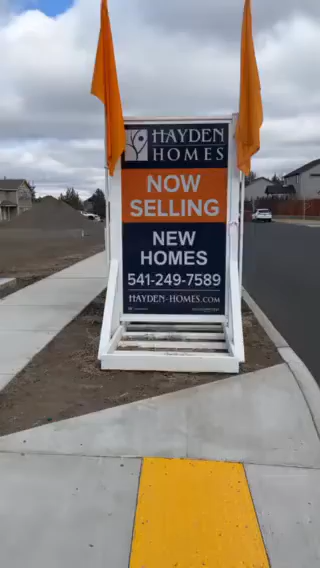 HAYDEN
HOMES
NOW
SELLING
NEW
HOMES
541-249-7589
HAYDEN-HOMES.COM